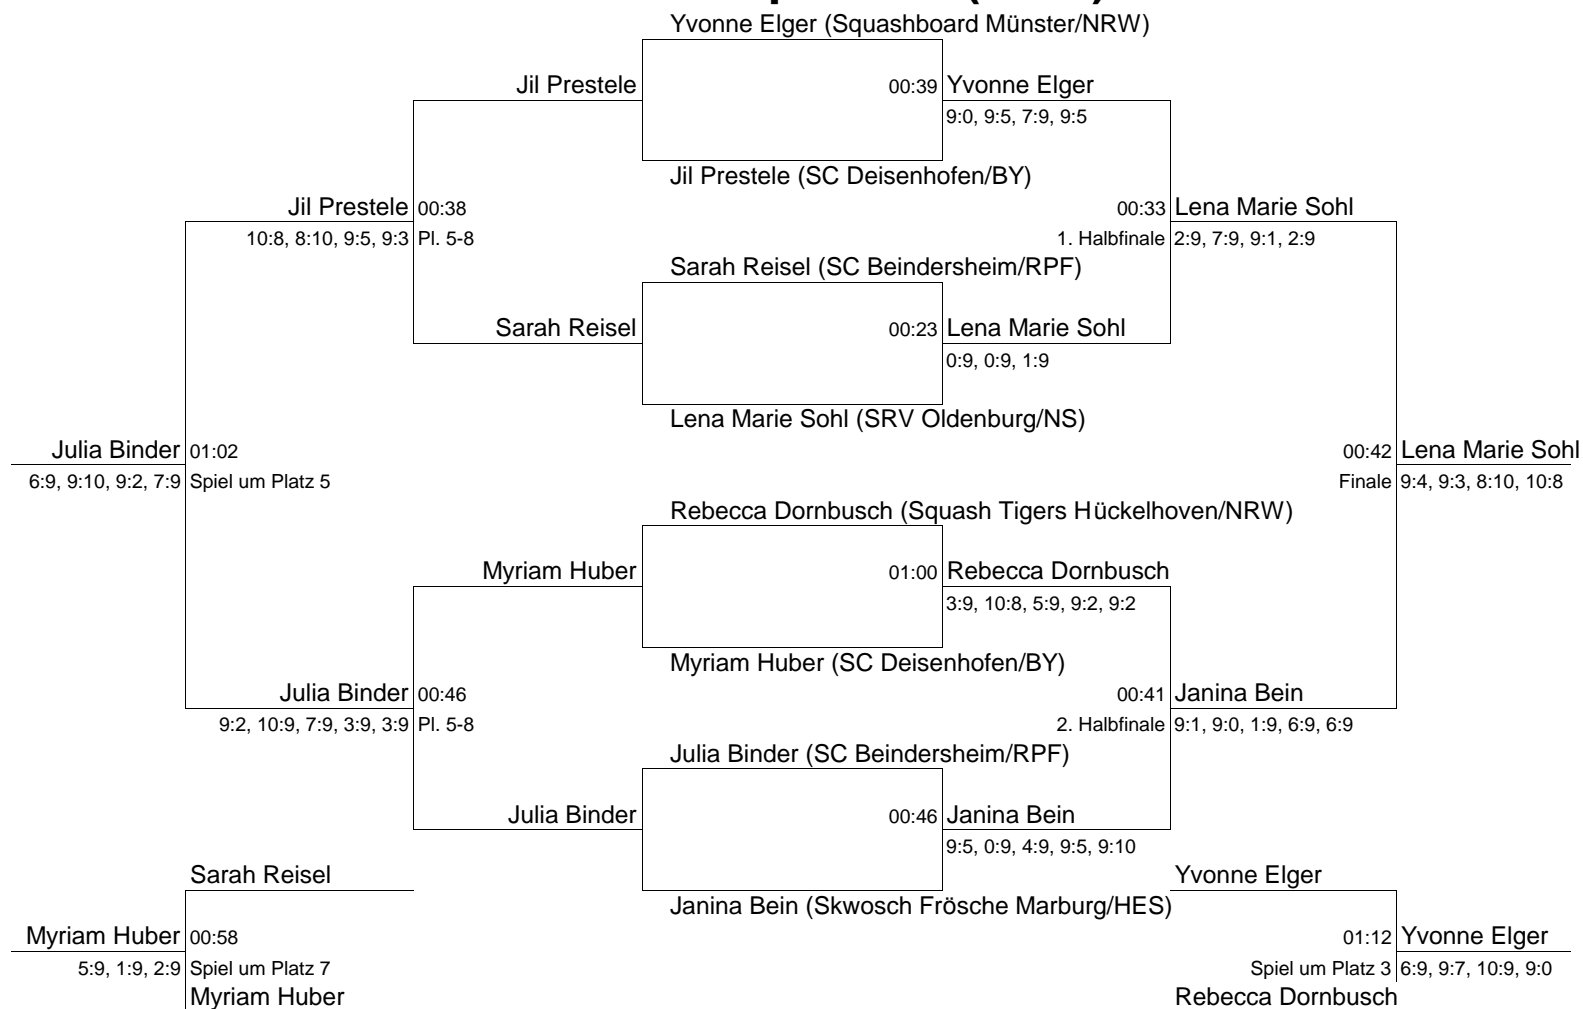 Yvonne Elger (Squashboard Münster/NRW)
Jil Prestele
00:39 Yvonne Elger
9:0, 9:5, 7:9, 9:5
Jil Prestele (SC Deisenhofen/BY)
Jil Prestele 00:38
00:33 Lena Marie Sohl
10:8, 8:10, 9:5, 9:3 Pl. 5-8
1. Halbfinale 2:9, 7:9, 9:1, 2:9
Sarah Reisel (SC Beindersheim/RPF)
Sarah Reisel
00:23 Lena Marie Sohl
0:9, 0:9, 1:9
Lena Marie Sohl (SRV Oldenburg/NS)
Julia Binder 01:02
00:42 Lena Marie Sohl
6:9, 9:10, 9:2, 7:9 Spiel um Platz 5
Finale 9:4, 9:3, 8:10, 10:8
Rebecca Dornbusch (Squash Tigers Hückelhoven/NRW)
Myriam Huber
01:00 Rebecca Dornbusch
3:9, 10:8, 5:9, 9:2, 9:2
Myriam Huber (SC Deisenhofen/BY)
Julia Binder 00:46
00:41 Janina Bein
9:2, 10:9, 7:9, 3:9, 3:9 Pl. 5-8
2. Halbfinale 9:1, 9:0, 1:9, 6:9, 6:9
Julia Binder (SC Beindersheim/RPF)
Julia Binder
00:46 Janina Bein
9:5, 0:9, 4:9, 9:5, 9:10
Sarah Reisel
Yvonne Elger
Janina Bein (Skwosch Frösche Marburg/HES)
Myriam Huber 00:58
01:12 Yvonne Elger
5:9, 1:9, 2:9 Spiel um Platz 7
Spiel um Platz 3 6:9, 9:7, 10:9, 9:0
Myriam Huber
Rebecca Dornbusch